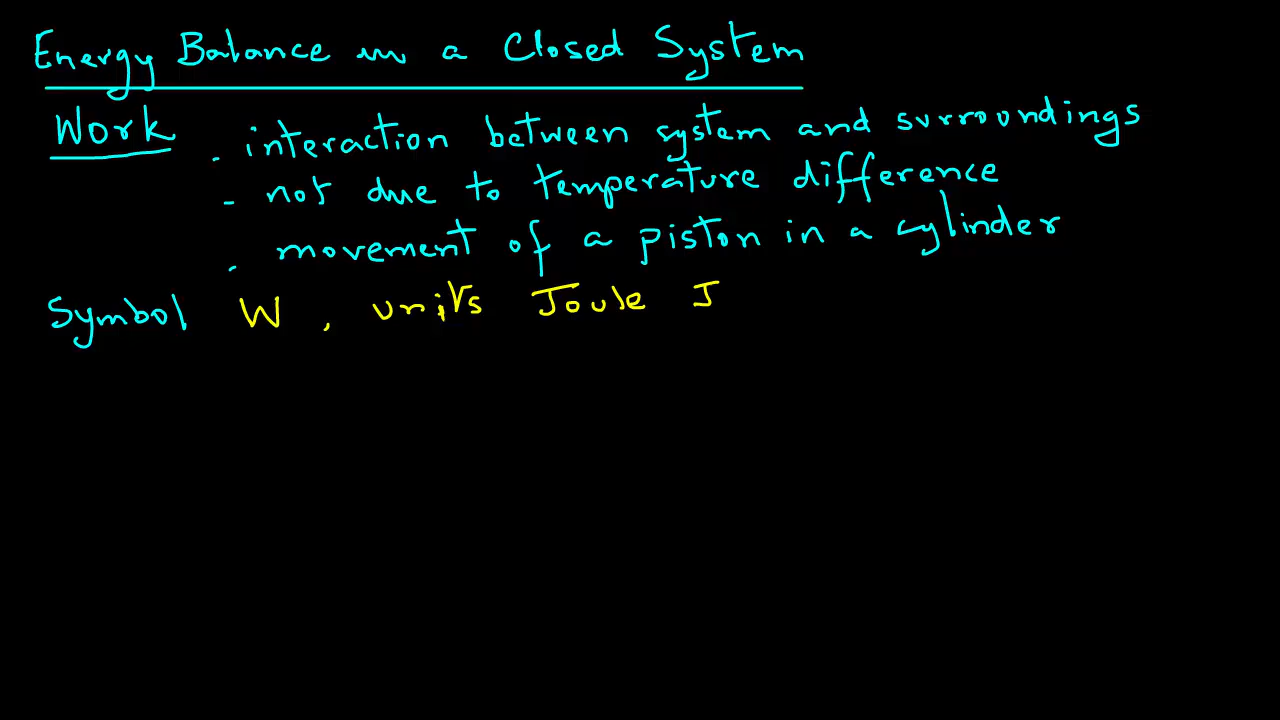 Energy Balance in a Closed System
Work . interaction between system and surroundings
- not due to temperature difference
. movement of a piston in a cylinder
Symbol W , units Joule J